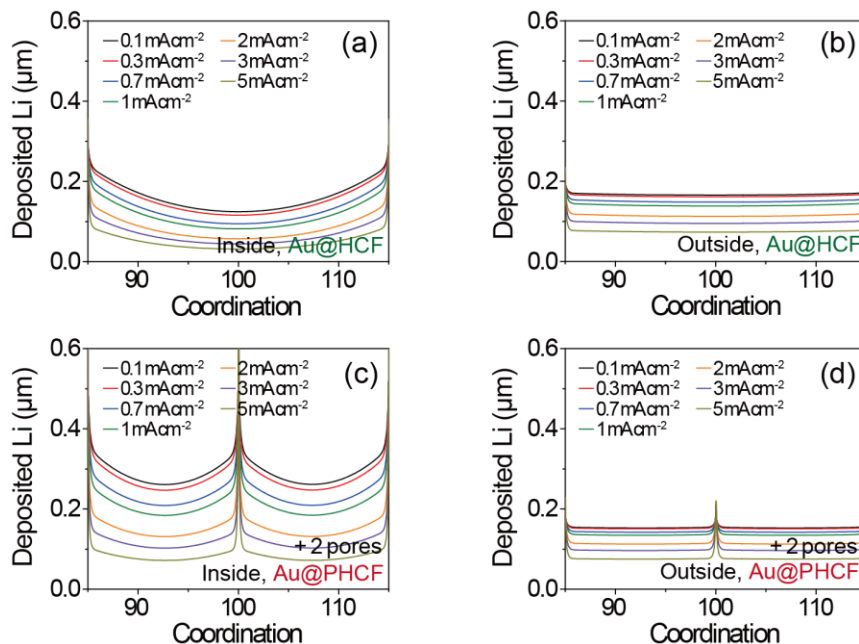 (a)
0.6
0.4
0.2
0.0
Deposited Li (μm)
0.1mAcm⁻² 2mAcm⁻²
0.3mAcm⁻² 3mAcm⁻²
0.7mAcm⁻² 5mAcm⁻²
1mAcm⁻²
Inside, Au@HCF
90 100 110
Coordination
(b)
0.6
0.4
0.2
0.0
Deposited Li (μm)
0.1mAcm⁻² 2mAcm⁻²
0.3mAcm⁻² 3mAcm⁻²
0.7mAcm⁻² 5mAcm⁻²
1mAcm⁻²
Outside, Au@HCF
90 100 110
Coordination
(c)
0.6
0.4
0.2
0.0
Deposited Li (μm)
0.1mAcm⁻² 2mAcm⁻²
0.3mAcm⁻² 3mAcm⁻²
0.7mAcm⁻² 5mAcm⁻²
1mAcm⁻²
+ 2 pores
Inside, Au@PHCF
90 100 110
Coordination
(d)
0.6
0.4
0.2
0.0
Deposited Li (μm)
0.1mAcm⁻² 2mAcm⁻²
0.3mAcm⁻² 3mAcm⁻²
0.7mAcm⁻² 5mAcm⁻²
1mAcm⁻²
+ 2 pores
Outside, Au@PHCF
90 100 110
Coordination